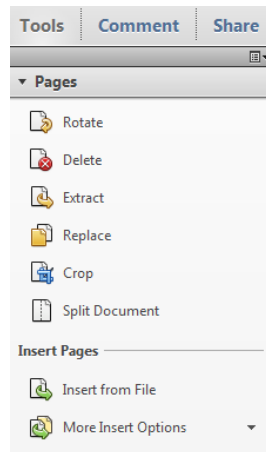 Tools Comment Share
Pages
Rotate
Delete
Extract
Replace
Crop
Split Document
Insert Pages
Insert from File
More Insert Options